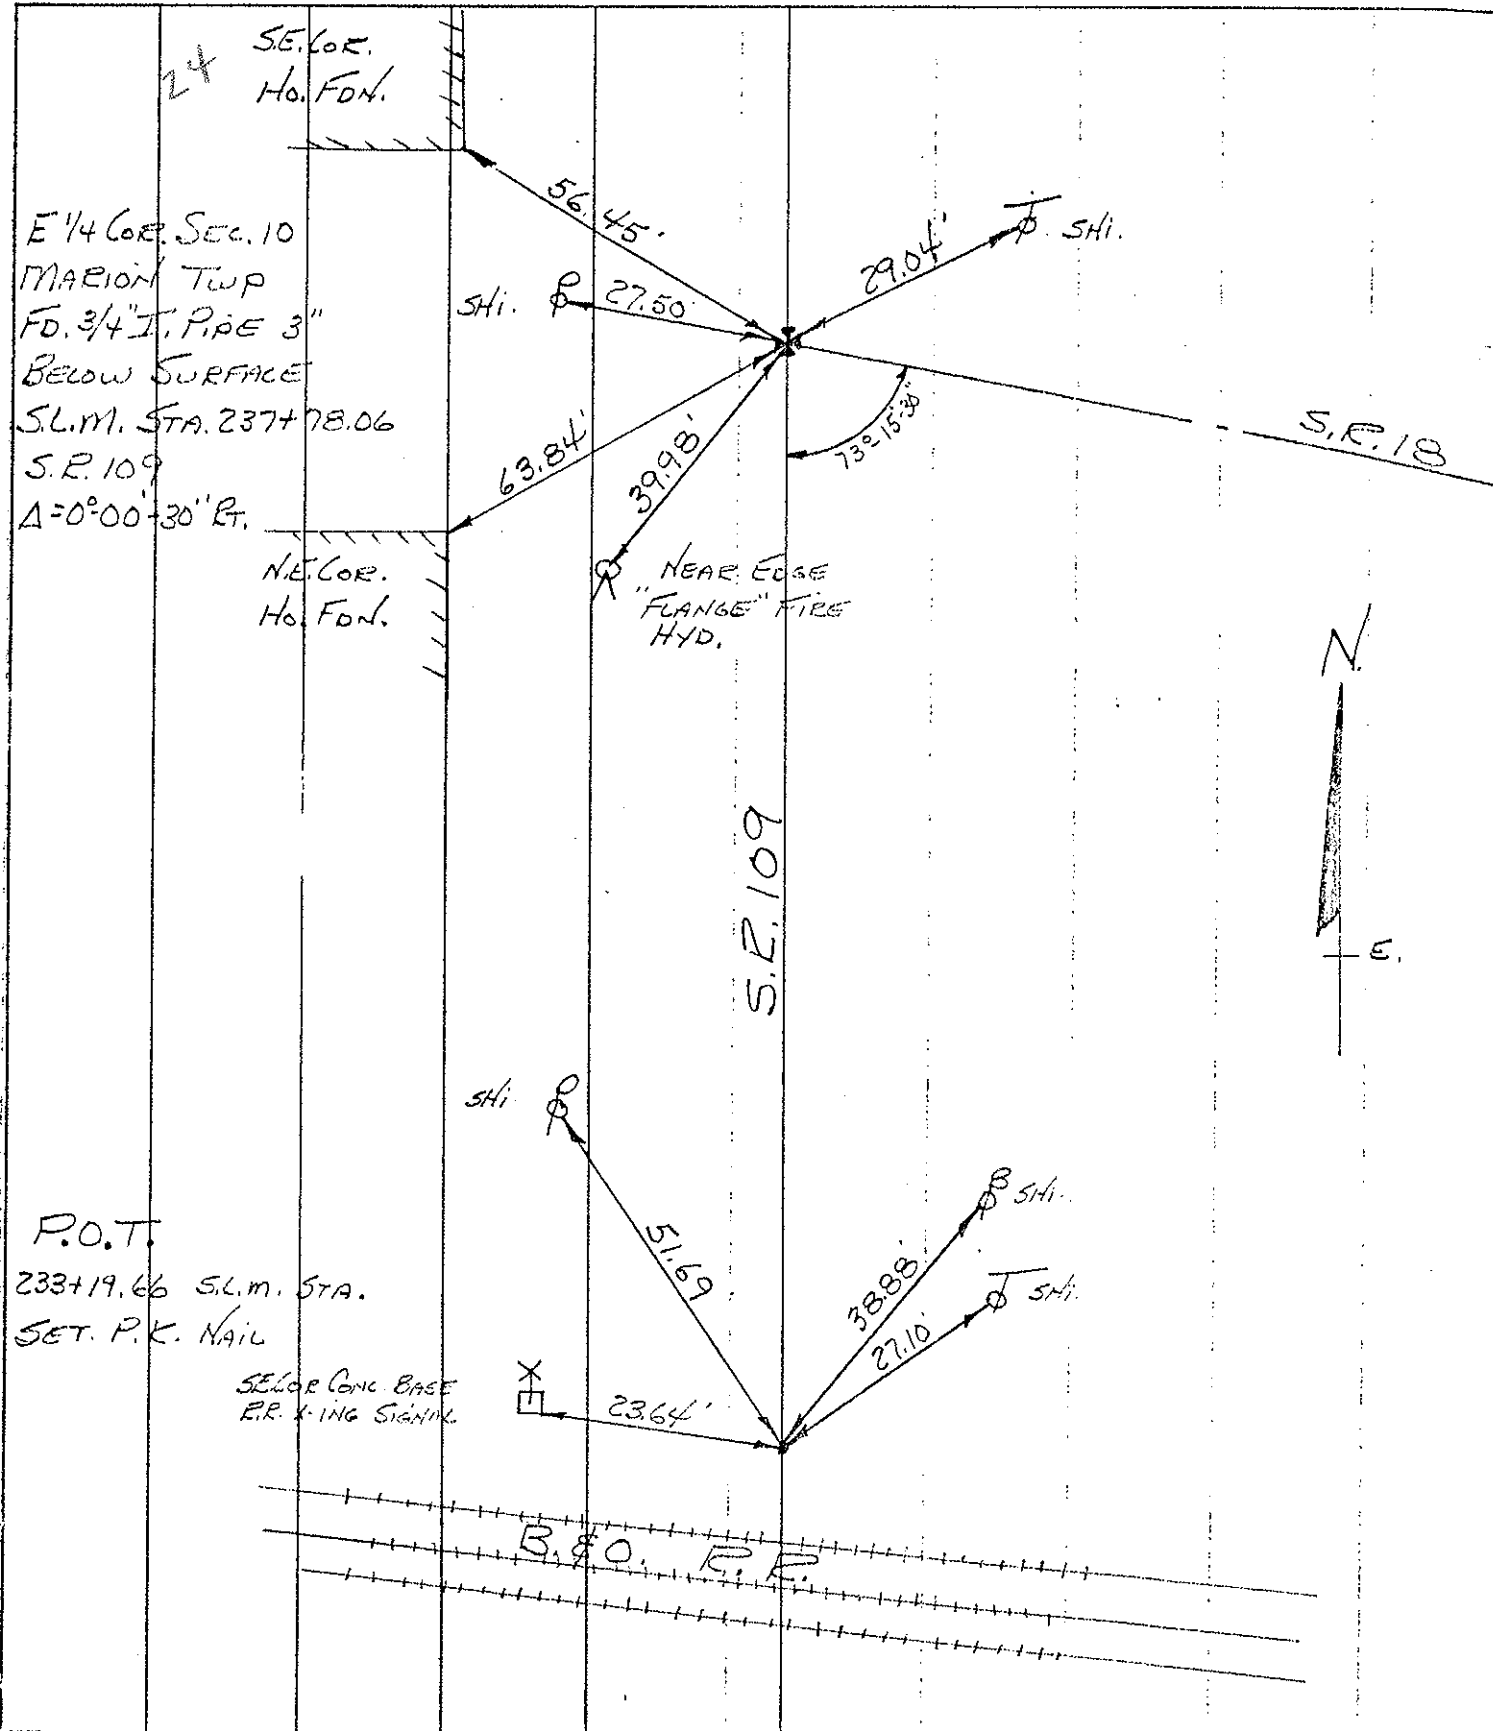 24
S.E. COR.
HO. FDN.
56.45'
29.04'
SHI.
SHI.
27.50
E 1/4 COR. SEC. 10
MARION TWP
FD. 3/4" I. PIPE 3"
BELOW SURFACE
S.L.M. STA. 237+78.06
S.R. 109
Δ=0°-00'-30" RT.
63.84'
39.98'
73°-15'-30"
S.R. 18
N.E. COR.
HO. FDN.
NEAR EDGE
"FLANGE" FIRE
HYD.
N.
E.
S.R. 109
SHI
51.69
SHI.
38.88'
SHI.
27.10'
P.O.T.
233+19.66 S.L.M. STA.
SET. P.K. NAIL
S.E. COR CONC. BASE
R.R. X-ING SIGNAL
23.64'
B. & O. R.R.